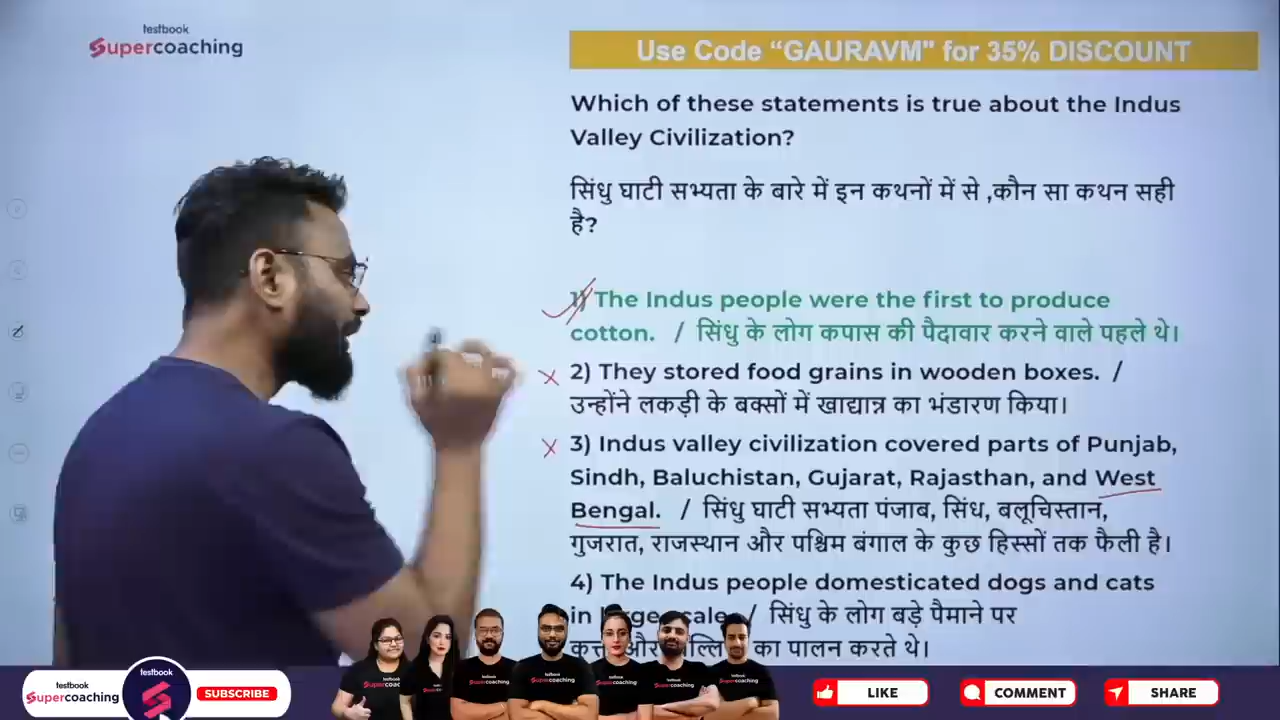 testbook
Supercoaching
Use Code “GAURAVM" for 35% DISCOUNT
Which of these statements is true about the Indus
Valley Civilization?
सिंधु घाटी सभ्यता के बारे में इन कथनों में से ,कौन सा कथन सही
है?
1) The Indus people were the first to produce
cotton. / सिंधु के लोग कपास की पैदावार करने वाले पहले थे।
2) They stored food grains in wooden boxes. /
उन्होंने लकड़ी के बक्सों में खाद्यान्न का भंडारण किया।
3) Indus valley civilization covered parts of Punjab,
Sindh, Baluchistan, Gujarat, Rajasthan, and West
Bengal. / सिंधु घाटी सभ्यता पंजाब, सिंध, बलूचिस्तान,
गुजरात, राजस्थान और पश्चिम बंगाल के कुछ हिस्सों तक फैली है।
4) The Indus people domesticated dogs and cats
in / सिंधु के लोग बड़े पैमाने पर
और का पालन करते थे।
testbook
Supercoaching
testbook
SUBSCRIBE
LIKE
COMMENT
SHARE